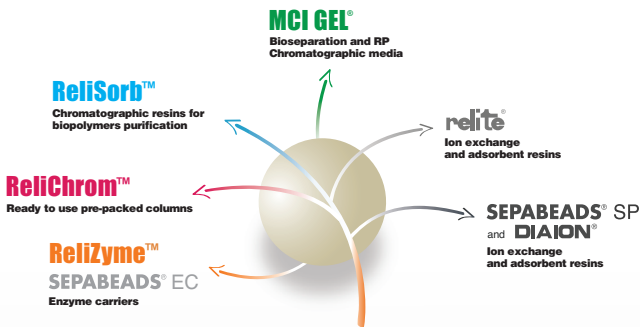 MCI GEL®
Bioseparation and RP
Chromatographic media
ReliSorb™
Chromatographic resins for
biopolymers purification
relite®
Ion exchange
and adsorbent resins
ReliChrom™
Ready to use pre-packed columns
SEPABEADS® SP
and DIAION®
Ion exchange
and adsorbent resins
ReliZyme™
SEPABEADS® EC
Enzyme carriers